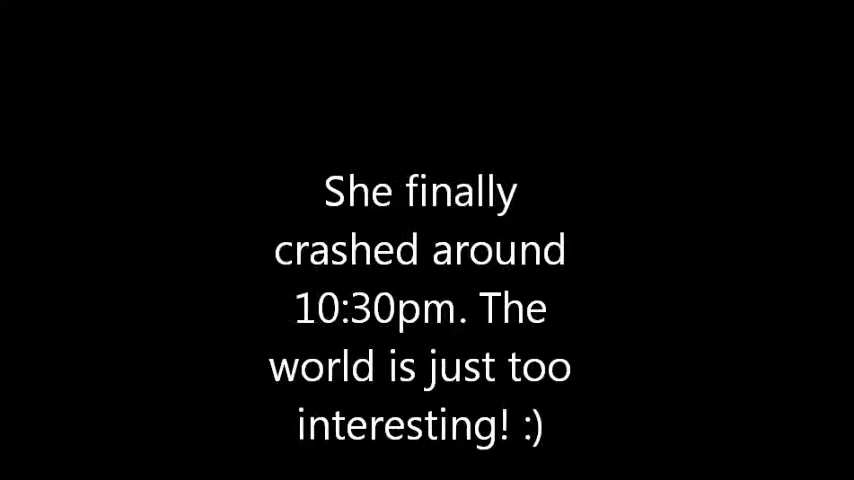 She finally
crashed around
10:30pm. The
world is just too
interesting! :)